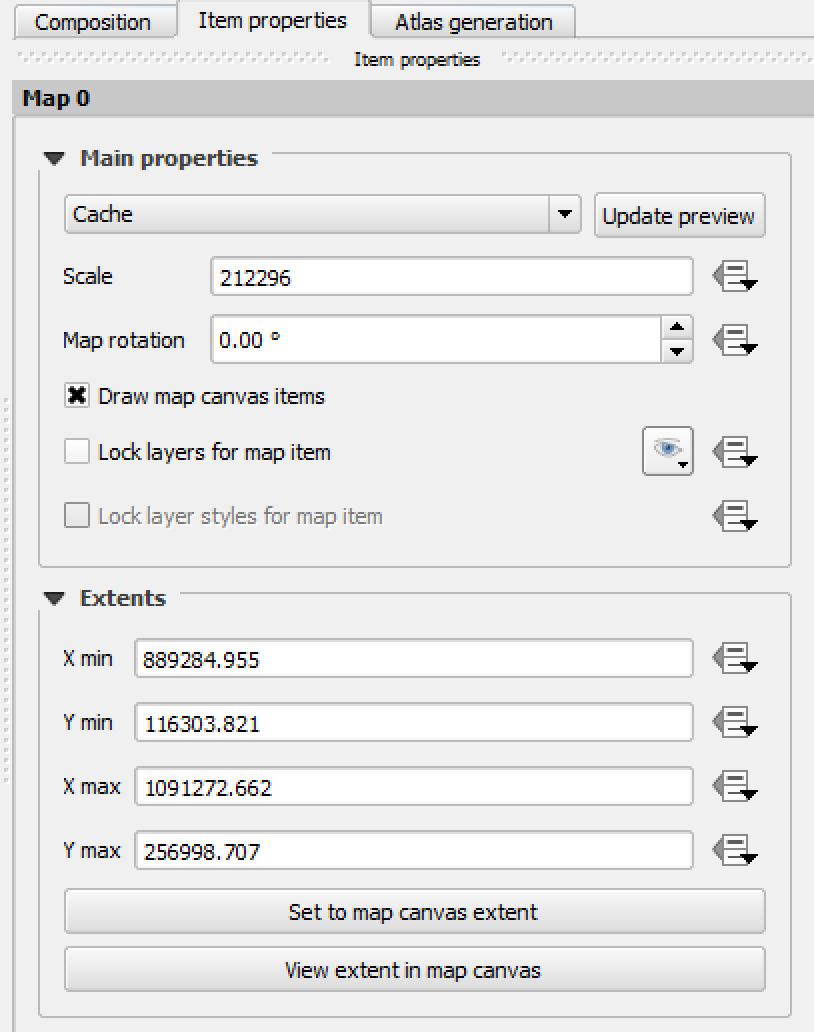 Composition Item properties Atlas generation
Item properties
Map 0
Main properties
Cache Update preview
Scale 212296
Map rotation 0.00 °
Draw map canvas items
Lock layers for map item
Lock layer styles for map item
Extents
X min 889284.955
Y min 116303.821
X max 1091272.662
Y max 256998.707
Set to map canvas extent
View extent in map canvas